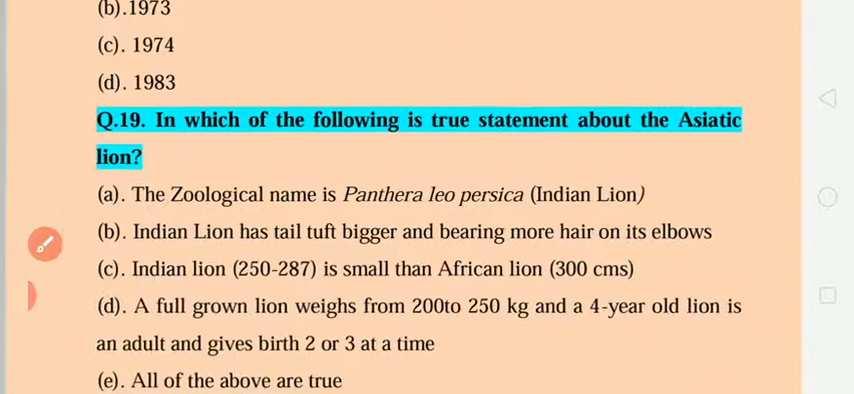 (b).1973
(c). 1974
(d). 1983
Q.19. In which of the following is true statement about the Asiatic
lion?
(a). The Zoological name is Panthera leo persica (Indian Lion)
(b). Indian Lion has tail tuft bigger and bearing more hair on its elbows
(c). Indian lion (250-287) is small than African lion (300 cms)
(d). A full grown lion weighs from 200to 250 kg and a 4-year old lion is
an adult and gives birth 2 or 3 at a time
(e). All of the above are true